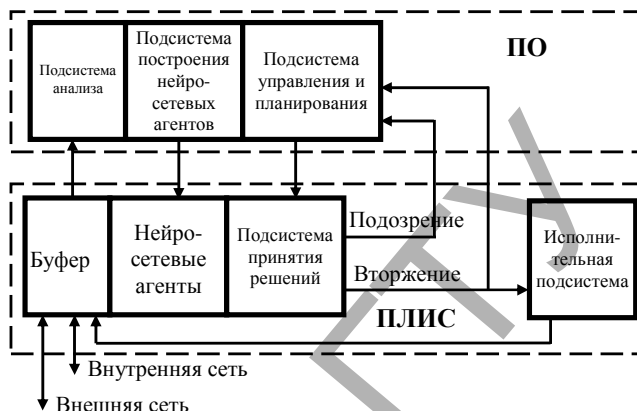 Подсистема
анализа
Подсистема
построения
нейро-
сетевых
агентов
Подсистема
управления и
планирования
ПО
Буфер
Нейро-
сетевые
агенты
Подсистема
принятия
решений
Подозрение
Вторжение
Исполни-
тельная
подсистема
ПЛИС
Внутренняя сеть
Внешняя сеть